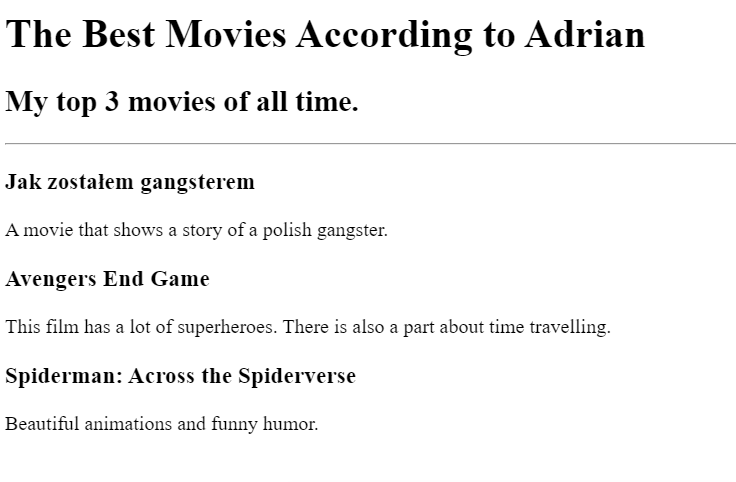 The Best Movies According to Adrian
My top 3 movies of all time.
Jak zostałem gangsterem
A movie that shows a story of a polish gangster.
Avengers End Game
This film has a lot of superheroes. There is also a part about time travelling.
Spiderman: Across the Spiderverse
Beautiful animations and funny humor.